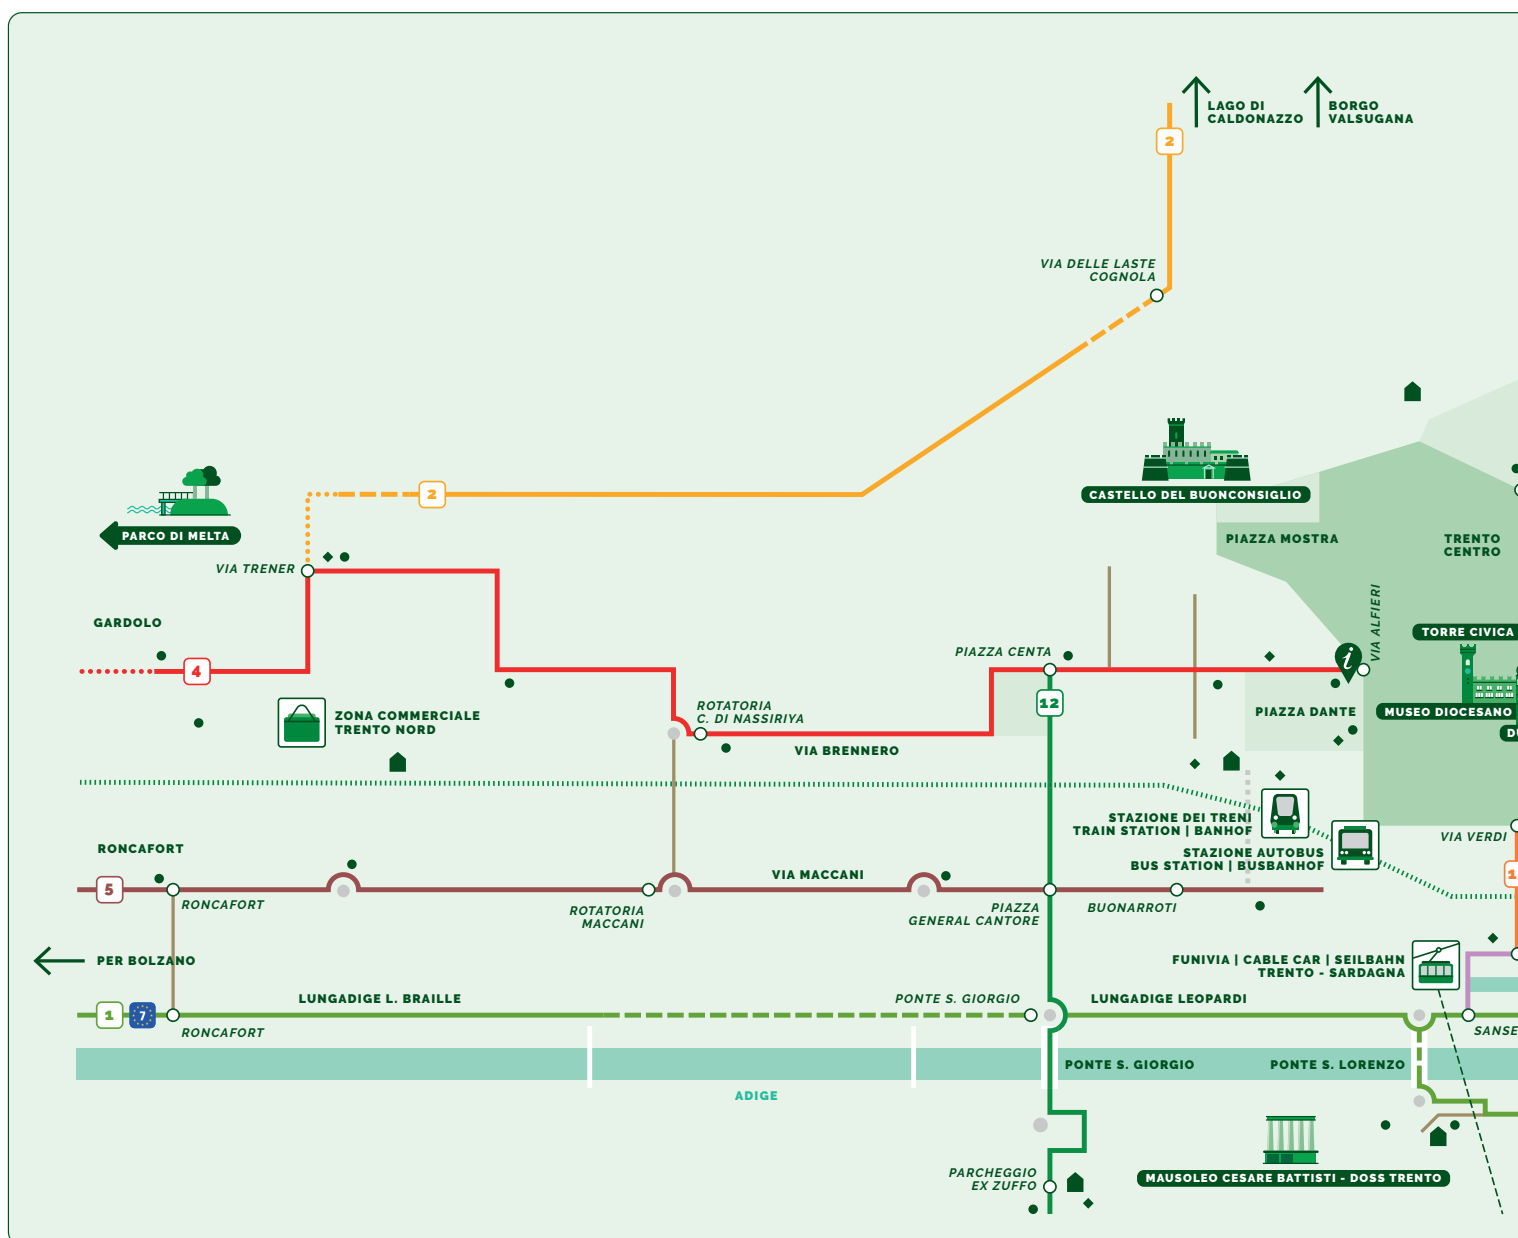 LAGO DI
CALDONAZZO
BORGO
VALSUGANA
2
VIA DELLE LASTE
COGNOLA
2
CASTELLO DEL BUONCONSIGLIO
PARCO DI MELTA
PIAZZA MOSTRA
TRENTO
CENTRO
VIA TRENER
VIA ALFIERI
GARDOLO
TORRE CIVICA
PIAZZA CENTA
i
4
12
ROTATORIA
C. DI NASSIRIYA
ZONA COMMERCIALE
TRENTO NORD
PIAZZA DANTE
MUSEO DIOCESANO
DU
VIA BRENNERO
STAZIONE DEI TRENI
TRAIN STATION | BANHOF
VIA VERDI
RONCAFORT
STAZIONE AUTOBUS
BUS STATION | BUSBANHOF
VIA MACCANI
1
5
RONCAFORT
ROTATORIA
MACCANI
PIAZZA
GENERAL CANTORE
BUONARROTI
PER BOLZANO
FUNIVIA | CABLE CAR | SEILBAHN
TRENTO - SARDAGNA
LUNGADIGE L. BRAILLE
PONTE S. GIORGIO
LUNGADIGE LEOPARDI
1
7
RONCAFORT
SANSE
PONTE S. GIORGIO
PONTE S. LORENZO
ADIGE
PARCHEGGIO
EX ZUFFO
MAUSOLEO CESARE BATTISTI - DOSS TRENTO